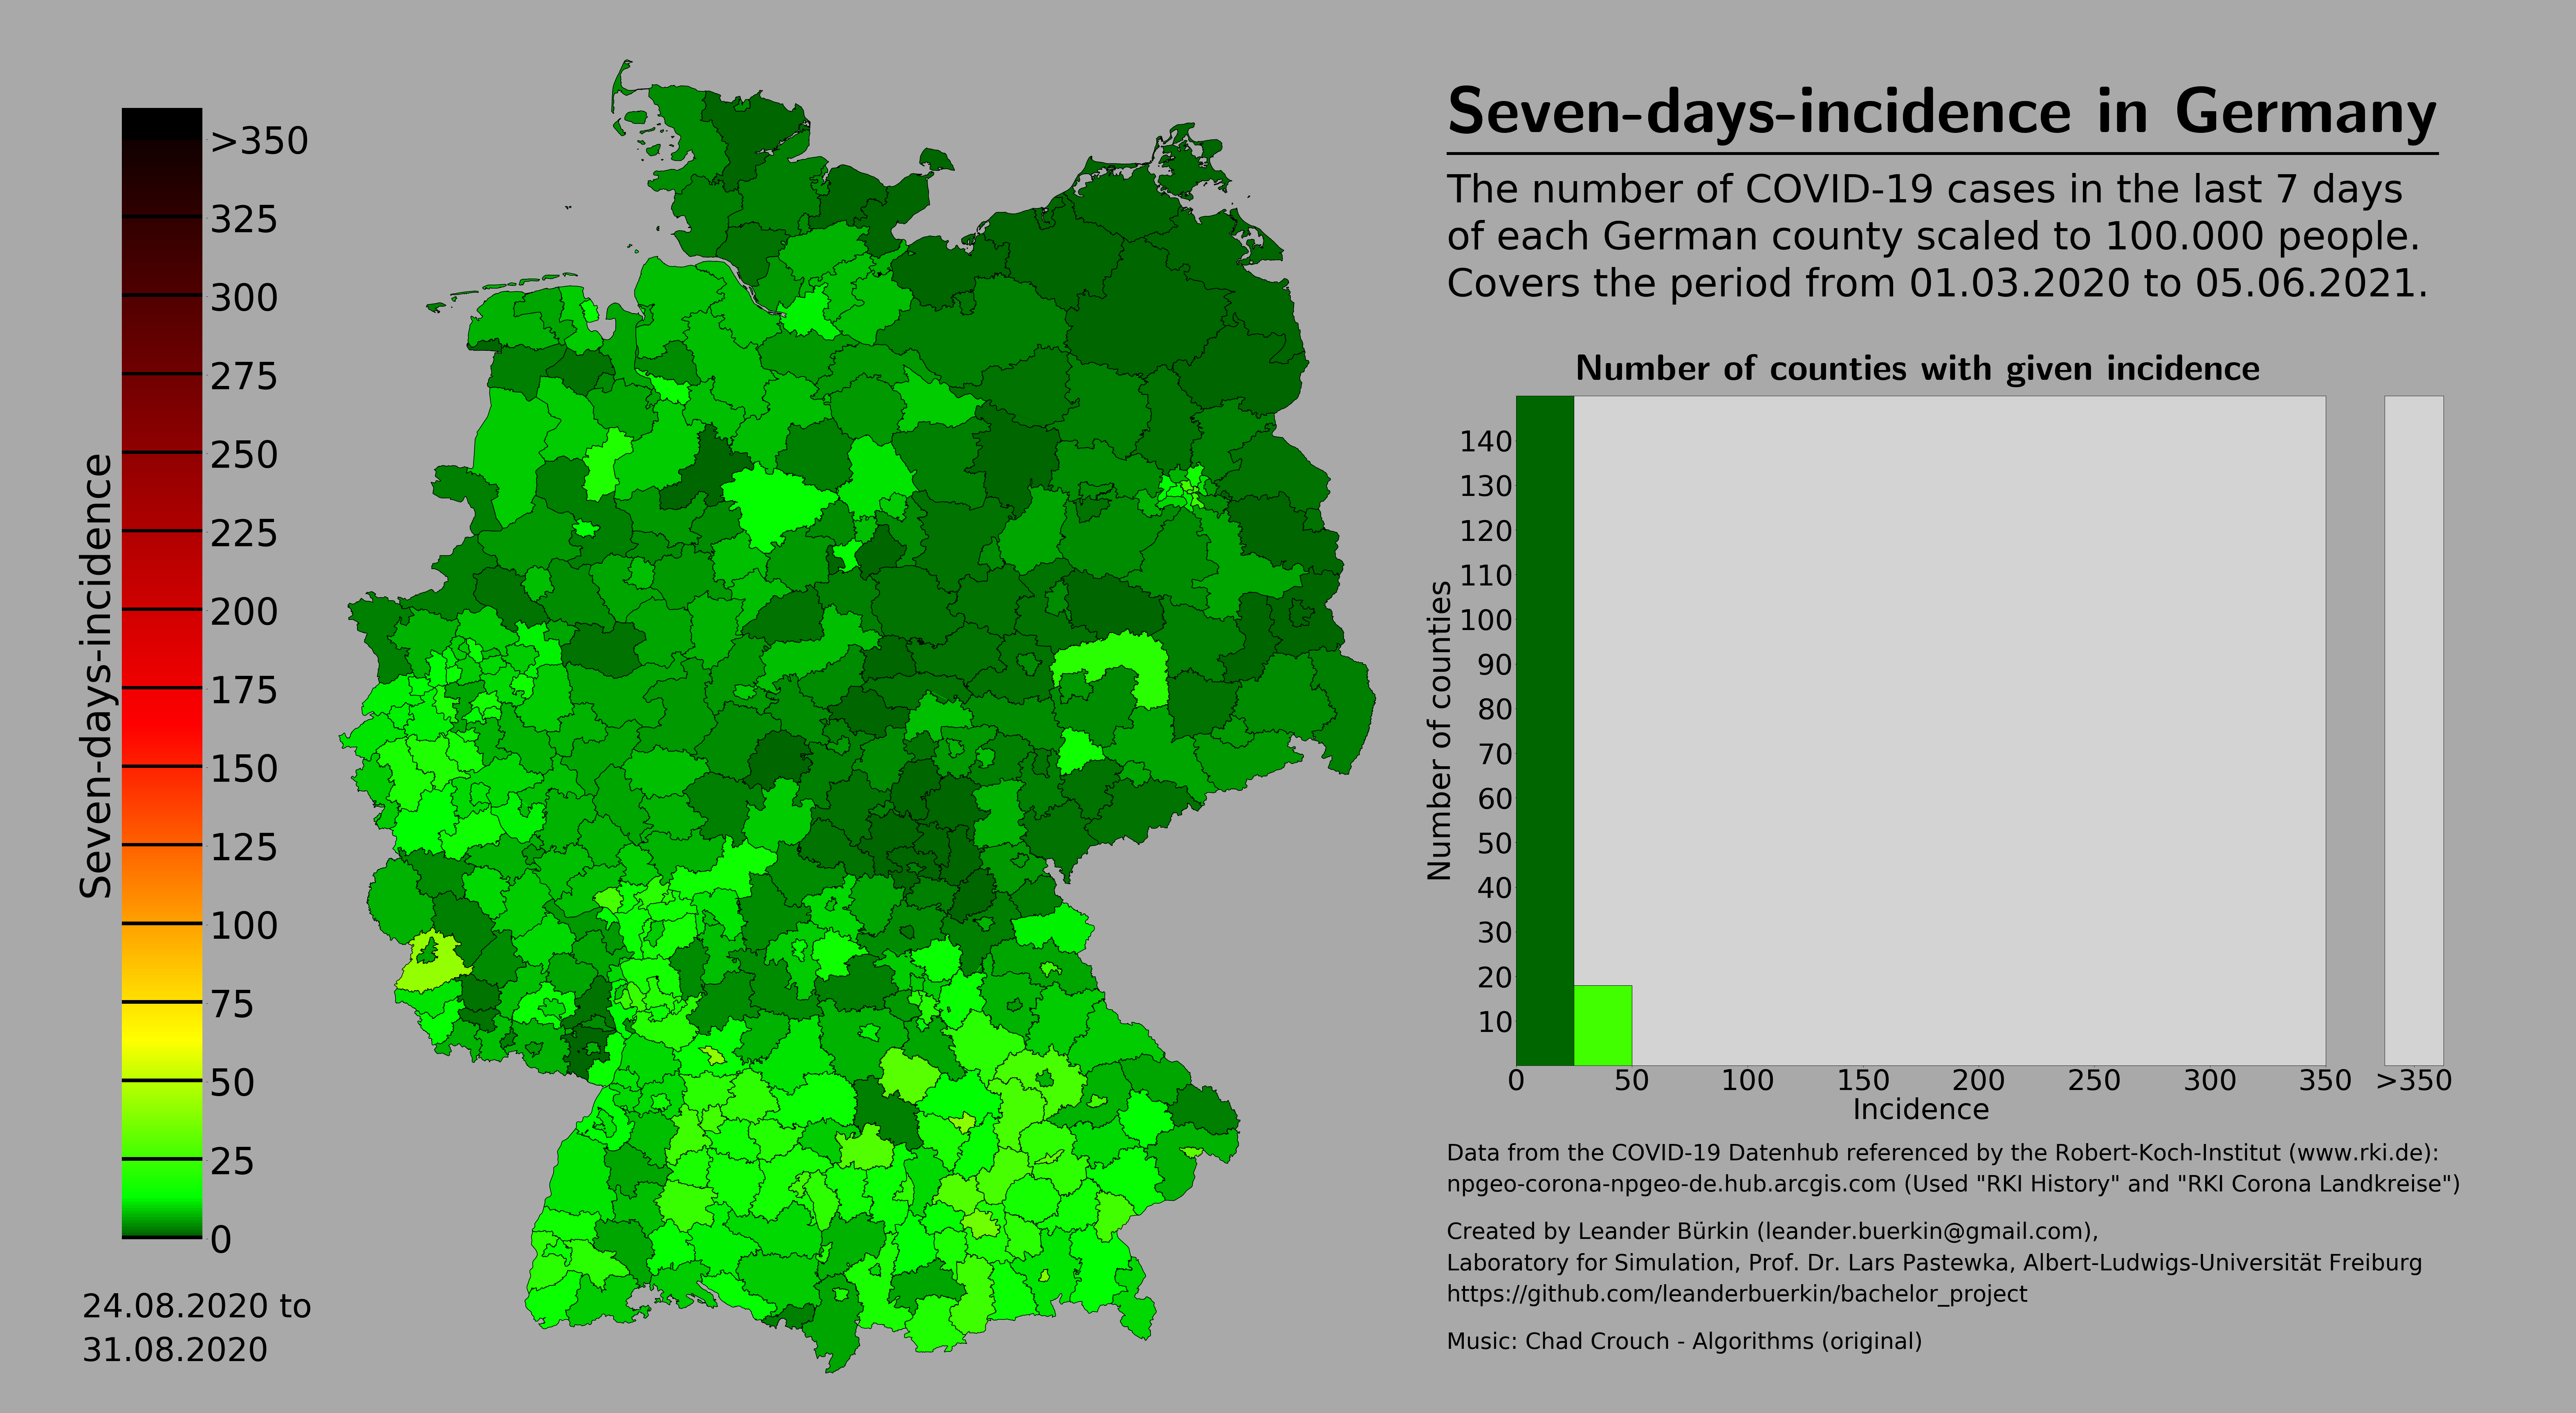 Seven-days-incidence in Germany
The number of COVID-19 cases in the last 7 days
of each German county scaled to 100.000 people.
Covers the period from 01.03.2020 to 05.06.2021.
Seven-days-incidence
>350
325
300
275
250
225
200
175
150
125
100
75
50
25
0
24.08.2020 to
31.08.2020
Number of counties with given incidence
Number of counties
140
130
120
110
100
90
80
70
60
50
40
30
20
10
0 50 100 150 200 250 300 350 >350
Incidence
Data from the COVID-19 Datenhub referenced by the Robert-Koch-Institut (www.rki.de):
npgeo-corona-npgeo-de.hub.arcgis.com (Used "RKI History" and "RKI Corona Landkreise")
Created by Leander Bürkin (leander.buerkin@gmail.com),
Laboratory for Simulation, Prof. Dr. Lars Pastewka, Albert-Ludwigs-Universität Freiburg
https://github.com/leanderbuerkin/bachelor_project
Music: Chad Crouch - Algorithms (original)